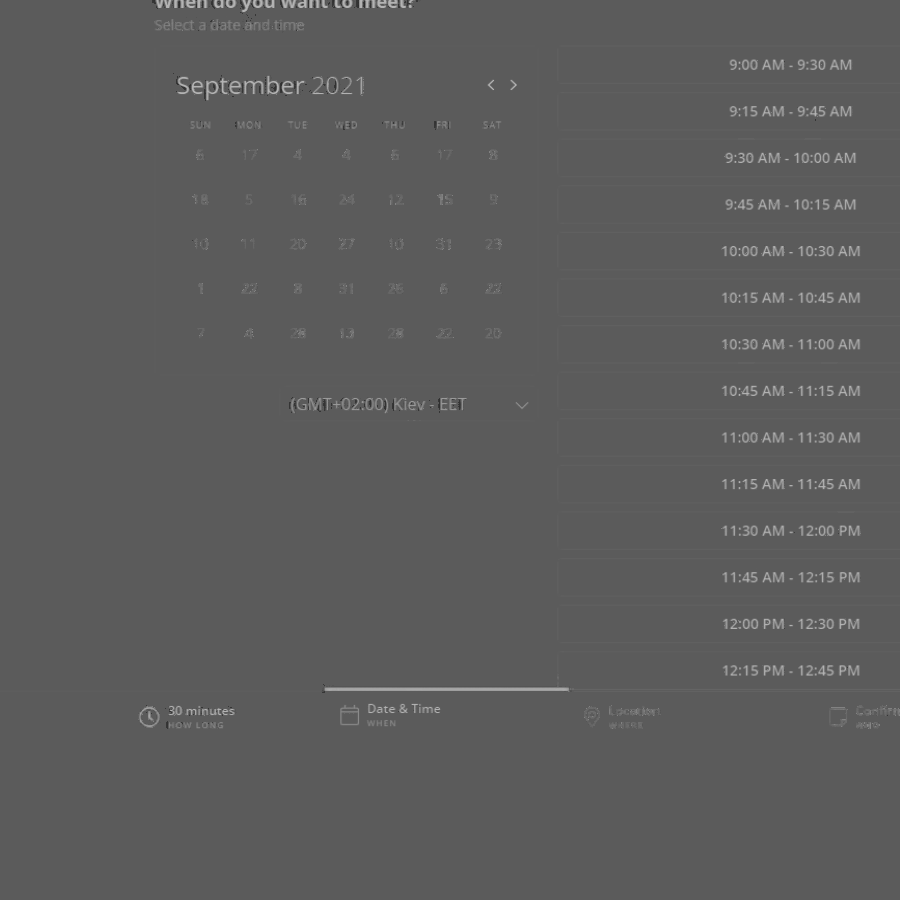 When do you want to meet?
Select a date and time
September 2021
SUN MON TUE WED THU FRI SAT
6 17 4 4 6 17 8
18 5 16 24 12 15 9
10 11 20 27 10 31 23
1 22 8 31 26 6 22
7 4 28 13 28 22 20
(GMT+02:00) Kiev - EET
9:00 AM - 9:30 AM
9:15 AM - 9:45 AM
9:30 AM - 10:00 AM
9:45 AM - 10:15 AM
10:00 AM - 10:30 AM
10:15 AM - 10:45 AM
10:30 AM - 11:00 AM
10:45 AM - 11:15 AM
11:00 AM - 11:30 AM
11:15 AM - 11:45 AM
11:30 AM - 12:00 PM
11:45 AM - 12:15 PM
12:00 PM - 12:30 PM
12:15 PM - 12:45 PM
30 minutes
HOW LONG
Date & Time
WHEN